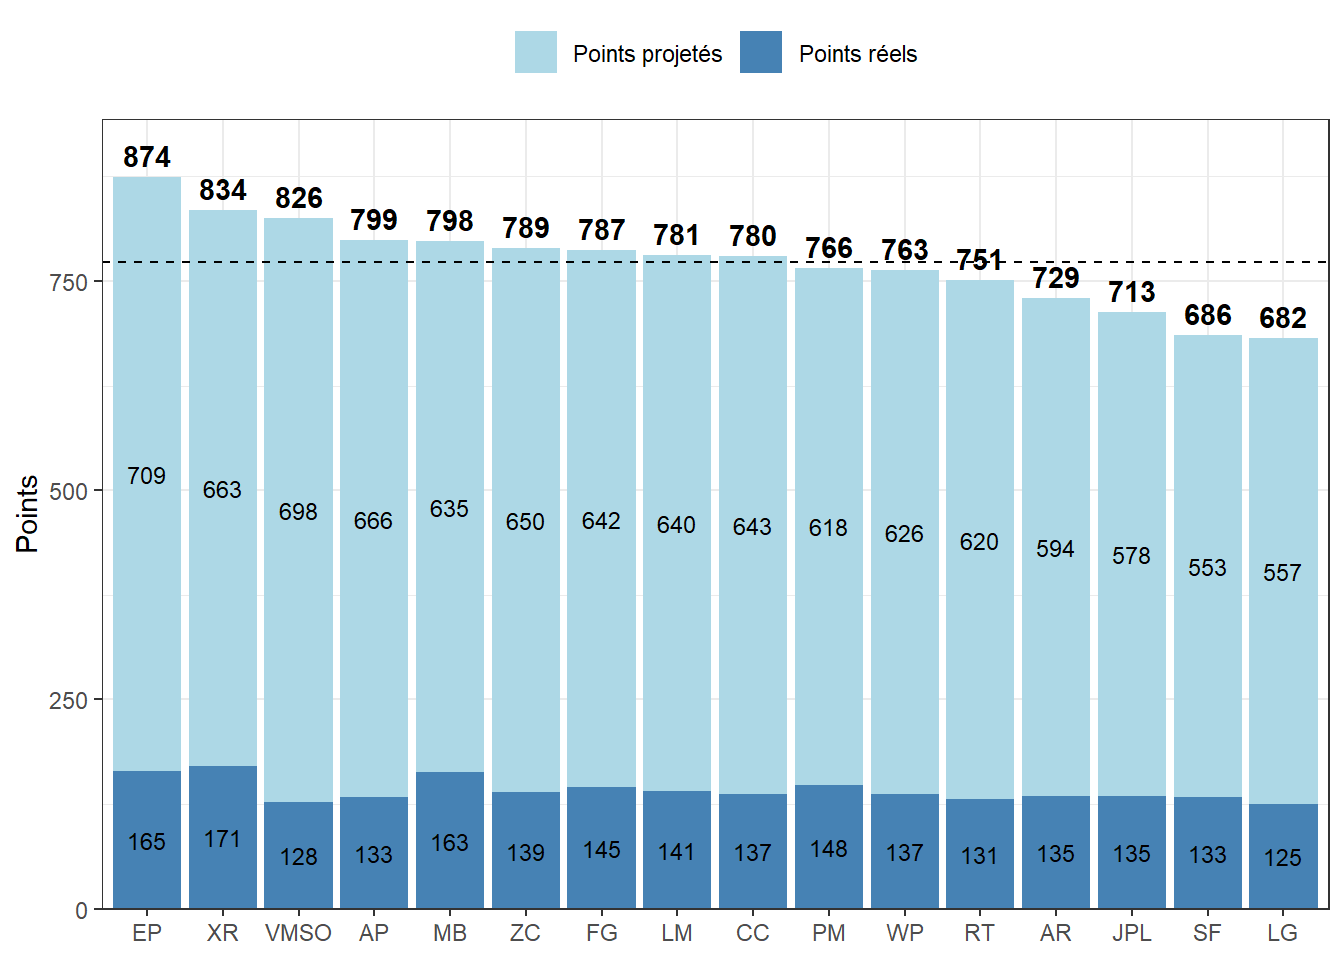 Points projetés Points réels
874 834 826 799 798 789 787 781 780 766 763 751 729 713 686 682
709 663 698 666 635 650 642 640 643 618 626 620 594 578 553 557
165 171 128 133 163 139 145 141 137 148 137 131 135 135 133 125
Points
750
500
250
0
EP XR VMSO AP MB ZC FG LM CC PM WP RT AR JPL SF LG